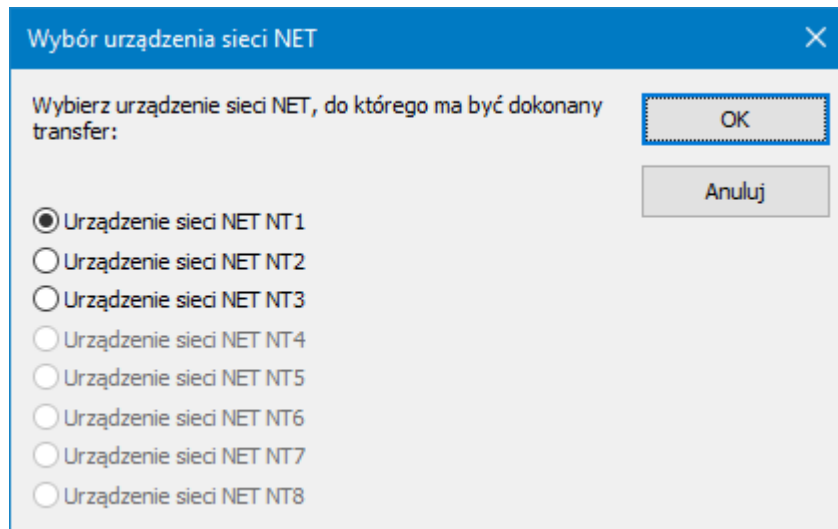 Wybór urządzenia sieci NET
Wybierz urządzenie sieci NET, do którego ma być dokonany
transfer:
OK
Anuluj
Urządzenie sieci NET NT1
Urządzenie sieci NET NT2
Urządzenie sieci NET NT3
Urządzenie sieci NET NT4
Urządzenie sieci NET NT5
Urządzenie sieci NET NT6
Urządzenie sieci NET NT7
Urządzenie sieci NET NT8